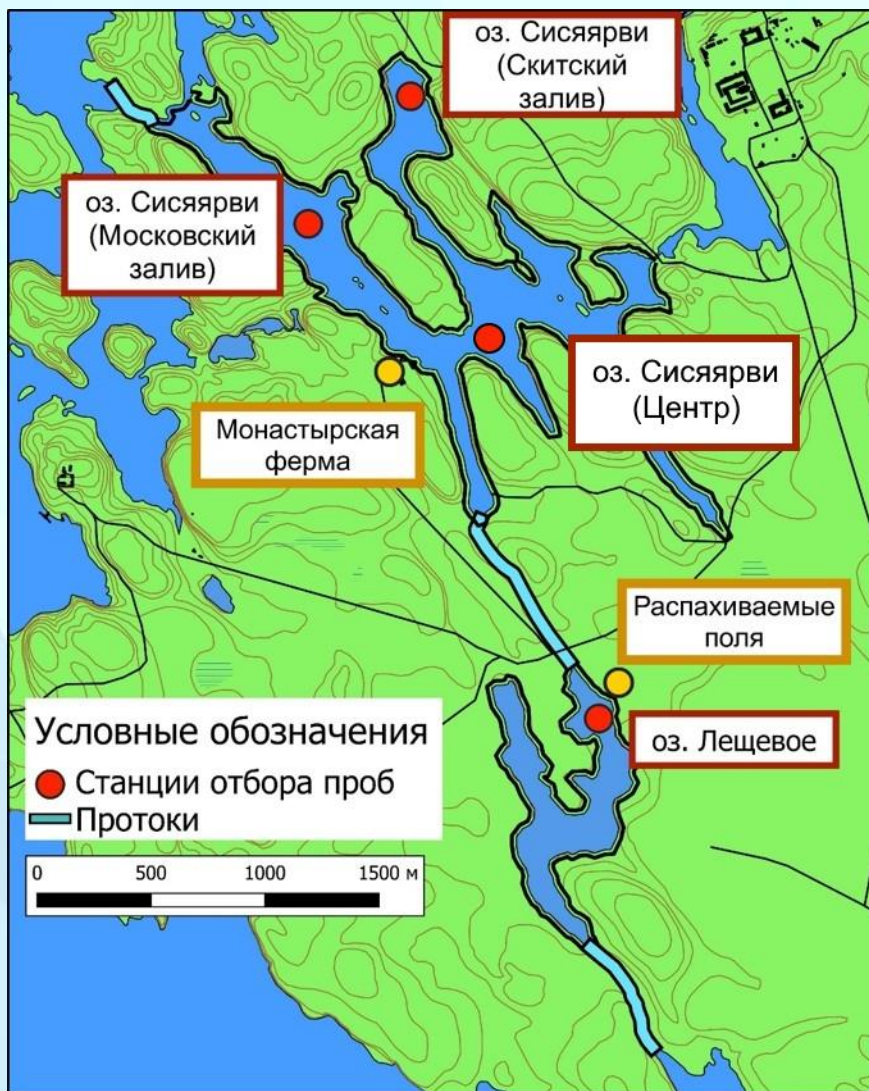 оз. Сисяярви
(Скитский
залив)
оз. Сисяярви
(Московский
залив)
оз. Сисяярви
(Центр)
Монастырская
ферма
Распахиваемые
поля
оз. Лещевое
Условные обозначения
Станции отбора проб
Протоки
0 500 1000 1500 м